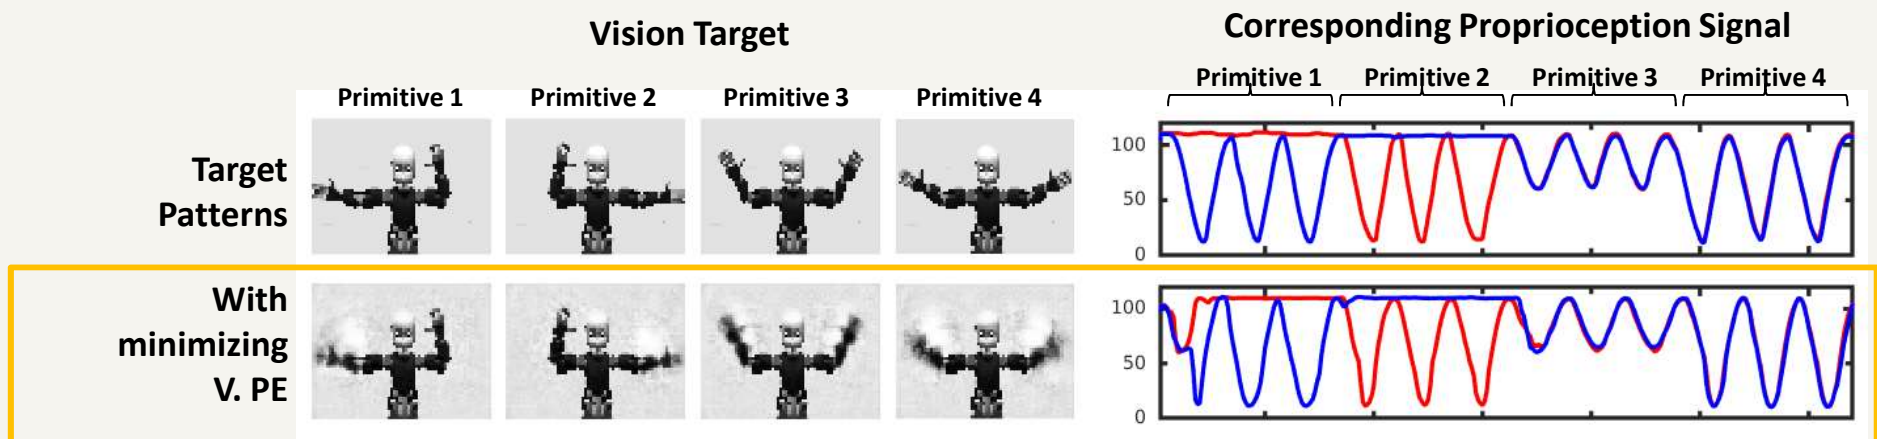 Vision Target
Corresponding Proprioception Signal
Primitive 1
Primitive 2
Primitive 3
Primitive 4
Primitive 1
Primitive 2
Primitive 3
Primitive 4
Target
Patterns
100
50
0
With
minimizing
V. PE
100
50
0